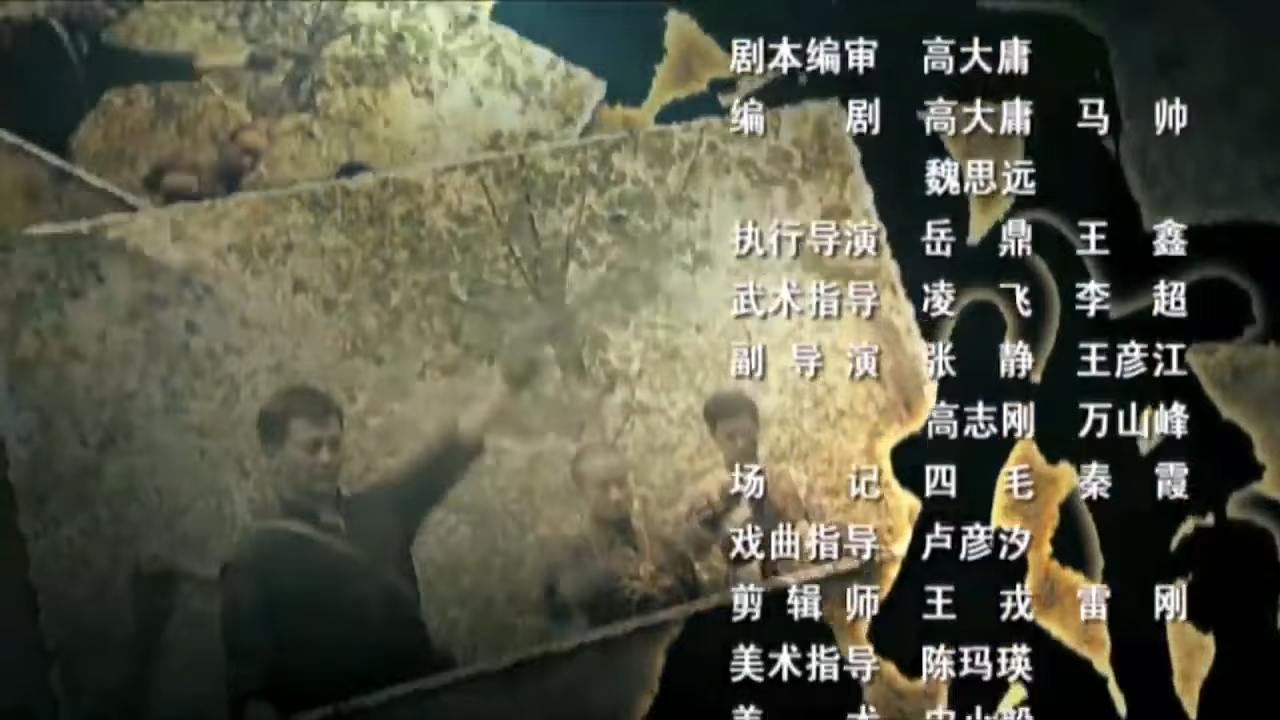 剧本编审 高大庸
编剧 高大庸 马帅
魏思远
执行导演 岳鼎 王鑫
武术指导 凌飞 李超
副导演 张静 王彦江
高志刚 万山峰
场记 四毛 秦霞
戏曲指导 卢彦汐
剪辑师 王戎 雷刚
美术指导 陈玛瑛
美术